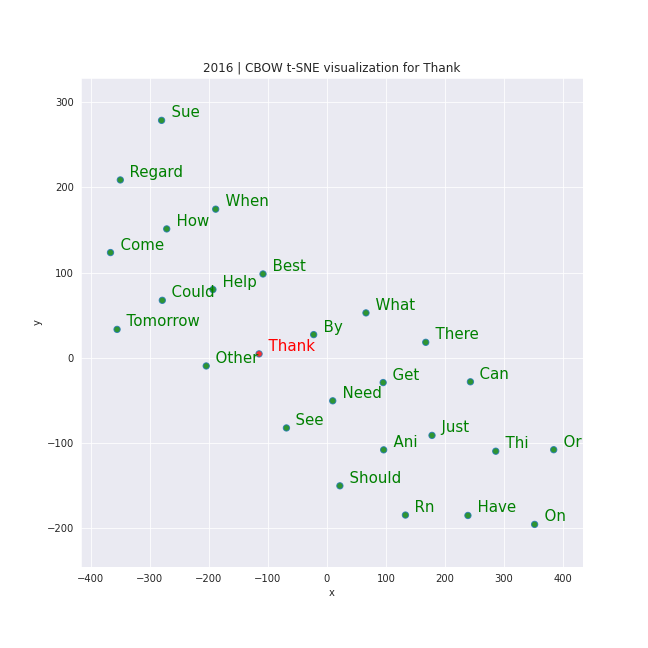 2016 | CBOW t-SNE visualization for Thank
300
200
100
0
−100
−200
y
Sue
Regard
When
How
Come
Best
Help
Could
What
Tomorrow
By
There
Thank
Other
Get
Can
Need
See
Just
Ani
Thi
Or
Should
Rn
Have
On
−400
−300
−200
−100
0
100
200
300
400
x